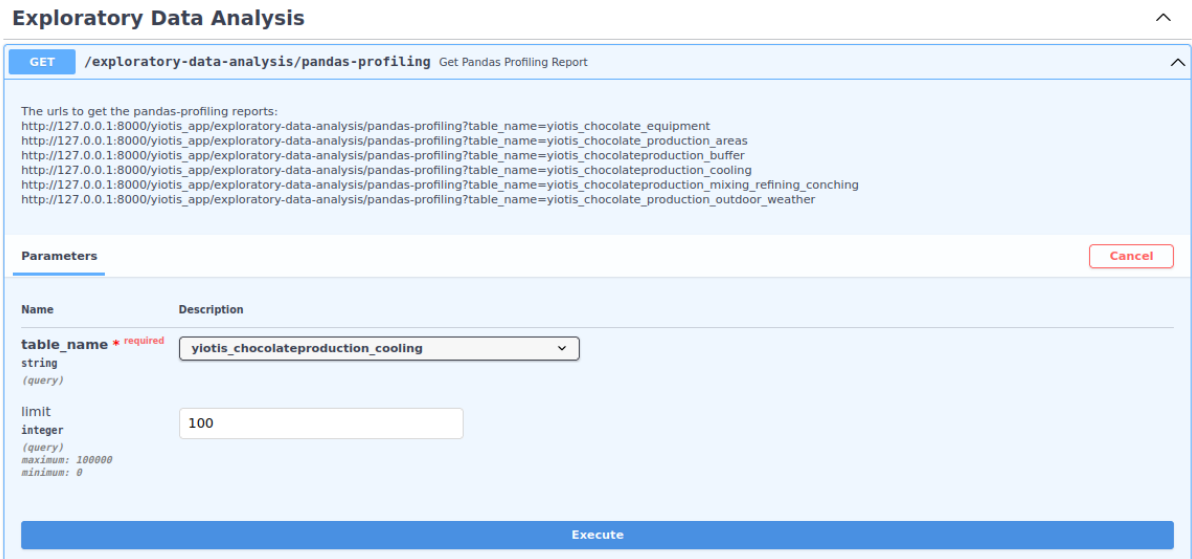 Exploratory Data Analysis
GET /exploratory-data-analysis/pandas-profiling Get Pandas Profiling Report
The urls to get the pandas-profiling reports:
http://127.0.0.1:8000/yiotis_app/exploratory-data-analysis/pandas-profiling?table_name=yiotis_chocolate_equipment
http://127.0.0.1:8000/yiotis_app/exploratory-data-analysis/pandas-profiling?table_name=yiotis_chocolate_production_areas
http://127.0.0.1:8000/yiotis_app/exploratory-data-analysis/pandas-profiling?table_name=yiotis_chocolateproduction_buffer
http://127.0.0.1:8000/yiotis_app/exploratory-data-analysis/pandas-profiling?table_name=yiotis_chocolateproduction_cooling
http://127.0.0.1:8000/yiotis_app/exploratory-data-analysis/pandas-profiling?table_name=yiotis_chocolateproduction_mixing_refining_conching
http://127.0.0.1:8000/yiotis_app/exploratory-data-analysis/pandas-profiling?table_name=yiotis_chocolate_production_outdoor_weather
Parameters Cancel
Name Description
table_name * required yiotis_chocolateproduction_cooling
string
(query)
limit
integer 100
(query)
maximum: 100000
minimum: 0
Execute